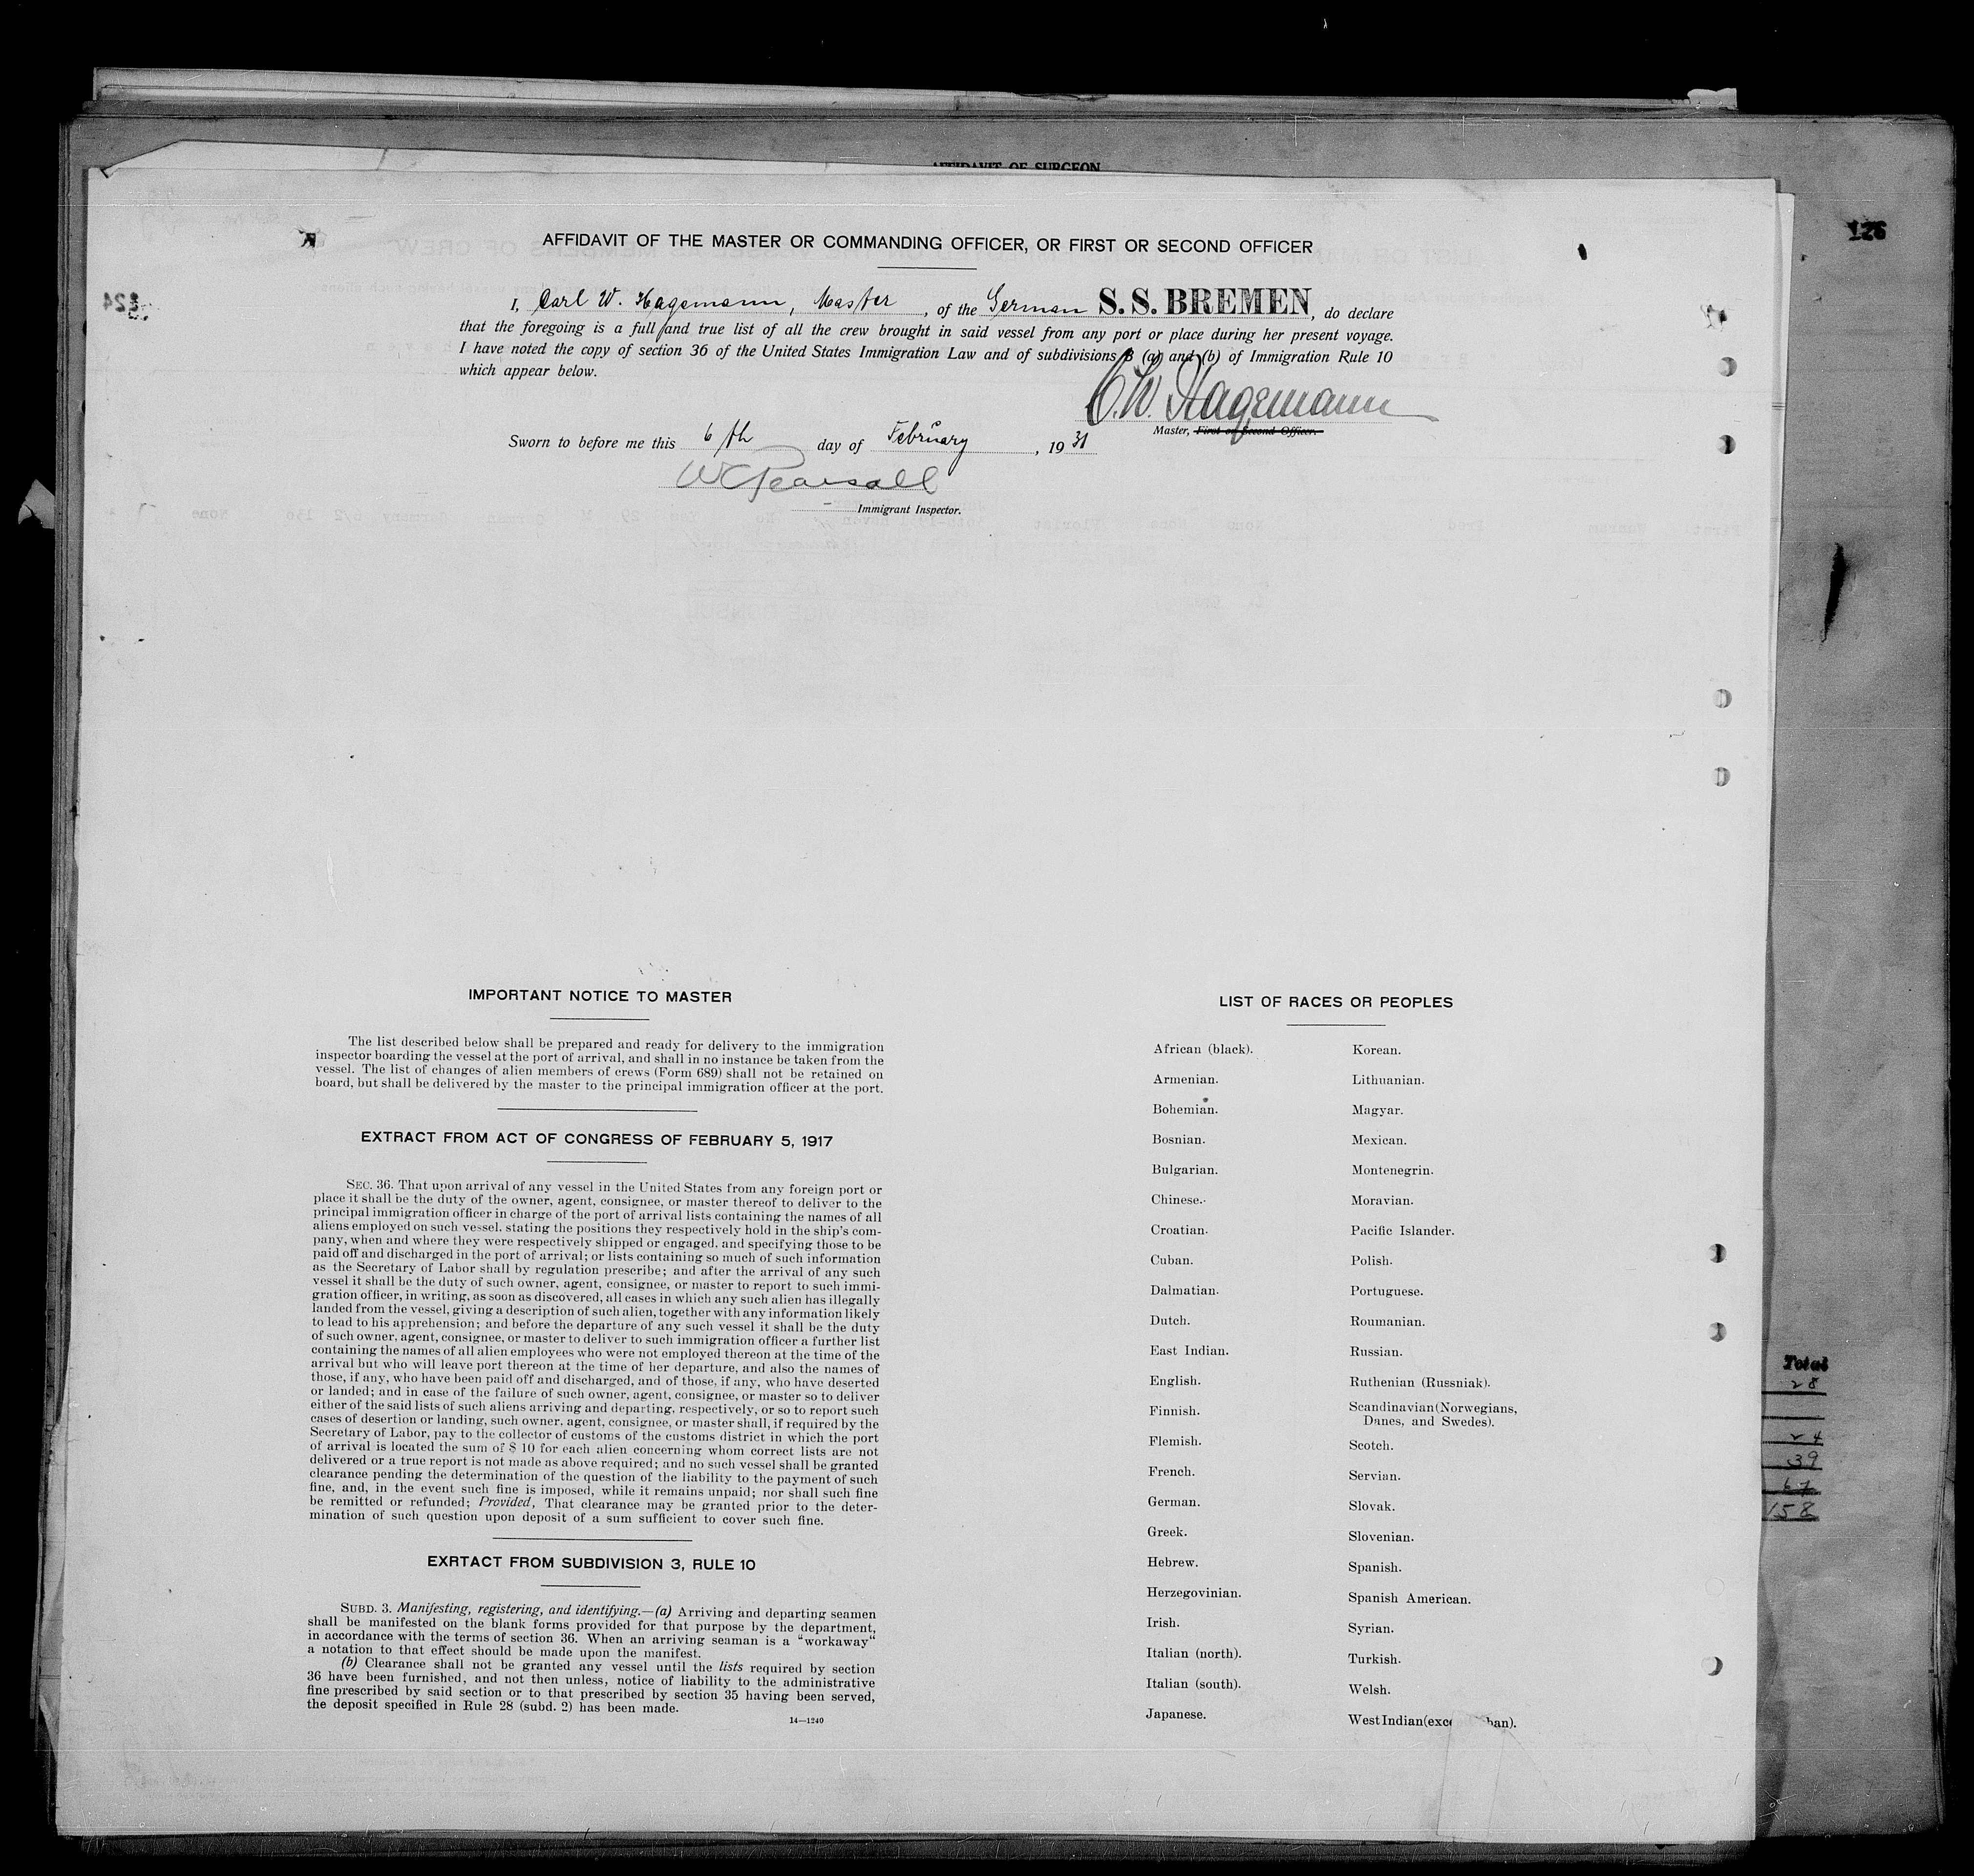 AFFIDAVIT OF SURGEON
126
AFFIDAVIT OF THE MASTER OR COMMANDING OFFICER, OR FIRST OR SECOND OFFICER
I, Carl W. Hagemann, Master, of the German S. S. BREMEN, do declare
that the foregoing is a full and true list of all the crew brought in said vessel from any port or place during her present voyage.
I have noted the copy of section 36 of the United States Immigration Law and of subdivisions 3 (a) and (b) of Immigration Rule 10
which appear below.
C.W. Hagemann
Master, First or Second Officer.
Sworn to before me this 6th day of February, 1931
WC Pearsall
Immigrant Inspector.
IMPORTANT NOTICE TO MASTER
The list described below shall be prepared and ready for delivery to the immigration
inspector boarding the vessel at the port of arrival, and shall in no instance be taken from the
vessel. The list of changes of alien members of crews (Form 689) shall not be retained on
board, but shall be delivered by the master to the principal immigration officer at the port.
EXTRACT FROM ACT OF CONGRESS OF FEBRUARY 5, 1917
SEC. 36. That upon arrival of any vessel in the United States from any foreign port or
place it shall be the duty of the owner, agent, consignee, or master thereof to deliver to the
principal immigration officer in charge of the port of arrival lists containing the names of all
aliens employed on such vessel, stating the positions they respectively hold in the ship's com-
pany, when and where they were respectively shipped or engaged, and specifying those to be
paid off and discharged in the port of arrival; or lists containing so much of such information
as the Secretary of Labor shall by regulation prescribe; and after the arrival of any such
vessel it shall be the duty of such owner, agent, consignee, or master to report to such immi-
gration officer, in writing, as soon as discovered, all cases in which any such alien has illegally
landed from the vessel, giving a description of such alien, together with any information likely
to lead to his apprehension; and before the departure of any such vessel it shall be the duty
of such owner, agent, consignee, or master to deliver to such immigration officer a further list
containing the names of all alien employees who were not employed thereon at the time of the
arrival but who will leave port thereon at the time of her departure, and also the names of
those, if any, who have been paid off and discharged, and of those, if any, who have deserted
or landed; and in case of the failure of such owner, agent, consignee, or master so to deliver
either of the said lists of such aliens arriving and departing, respectively, or so to report such
cases of desertion or landing, such owner, agent, consignee, or master shall, if required by the
Secretary of Labor, pay to the collector of customs of the customs district in which the port
of arrival is located the sum of $ 10 for each alien concerning whom correct lists are not
delivered or a true report is not made as above required; and no such vessel shall be granted
clearance pending the determination of the question of the liability to the payment of such
fine, and, in the event such fine is imposed, while it remains unpaid; nor shall such fine
be remitted or refunded; Provided, That clearance may be granted prior to the deter-
mination of such question upon deposit of a sum sufficient to cover such fine.
EXRTACT FROM SUBDIVISION 3, RULE 10
SUBD. 3. Manifesting, registering, and identifying.—(a) Arriving and departing seamen
shall be manifested on the blank forms provided for that purpose by the department,
in accordance with the terms of section 36. When an arriving seaman is a "workaway"
a notation to that effect should be made upon the manifest.
(b) Clearance shall not be granted any vessel until the lists required by section
36 have been furnished, and not then unless, notice of liability to the administrative
fine prescribed by said section or to that prescribed by section 35 having been served,
the deposit specified in Rule 28 (subd. 2) has been made.
14—1240
LIST OF RACES OR PEOPLES
African (black).
Armenian.
Bohemian.
Bosnian.
Bulgarian.
Chinese.
Croatian.
Cuban.
Dalmatian.
Dutch.
East Indian.
English.
Finnish.
Flemish.
French.
German.
Greek.
Hebrew.
Herzegovinian.
Irish.
Italian (north).
Italian (south).
Japanese.
Korean.
Lithuanian.
Magyar.
Mexican.
Montenegrin.
Moravian.
Pacific Islander.
Polish.
Portuguese.
Roumanian.
Russian.
Ruthenian (Russniak).
Scandinavian (Norwegians,
Danes, and Swedes).
Scotch.
Servian.
Slovak.
Slovenian.
Spanish.
Spanish American.
Syrian.
Turkish.
Welsh.
West Indian
Total
28
24
39
67
158